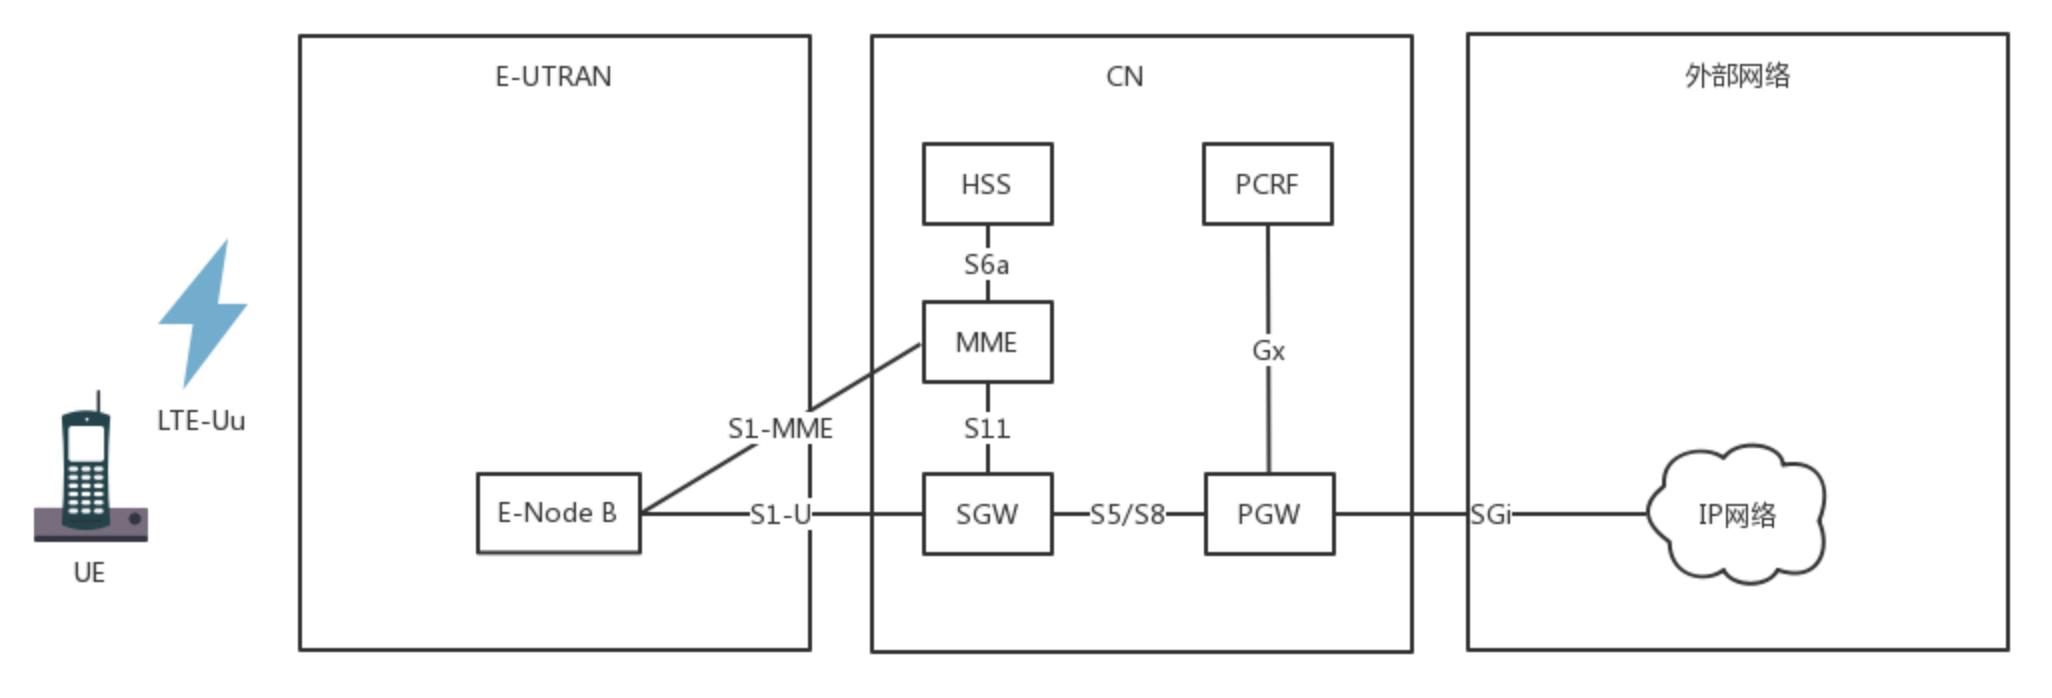 E-UTRAN
CN
外部网络
HSS
PCRF
S6a
MME
Gx
LTE-Uu
S1-MME
S11
E-Node B
S1-U
SGW
S5/S8
PGW
SGi
IP网络
UE